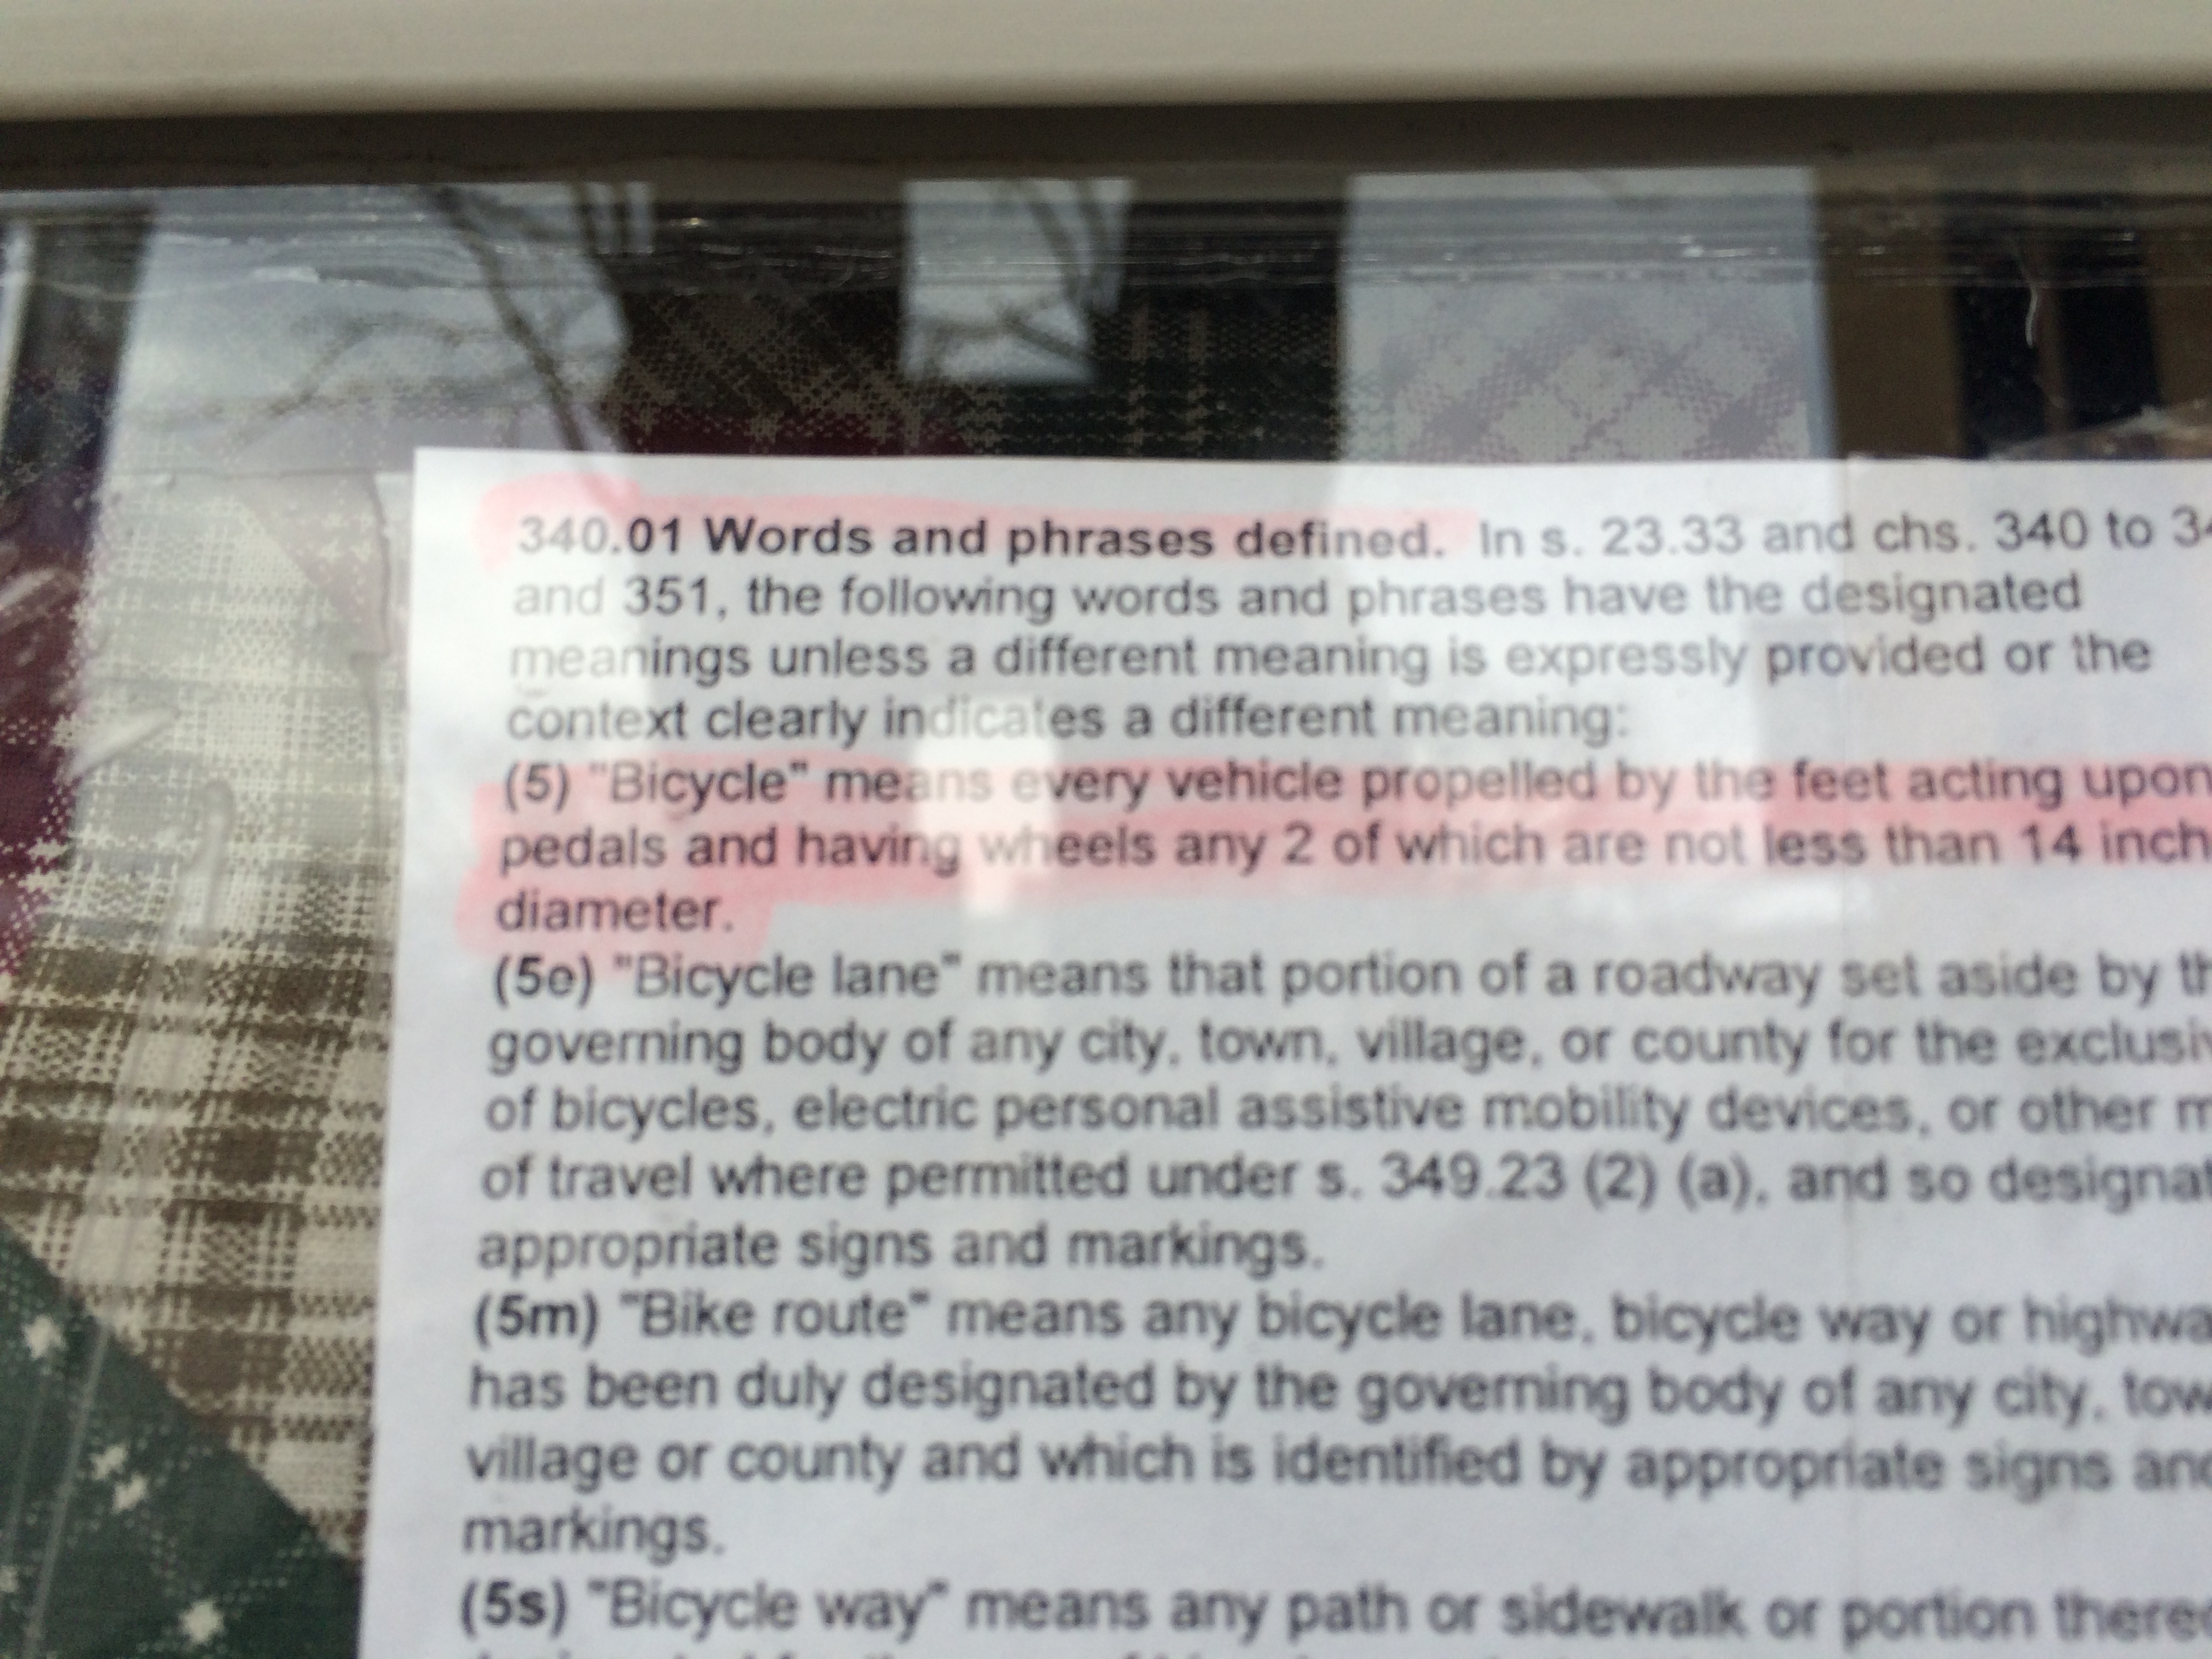 340.01 Words and phrases defined. In s. 23.33 and chs. 340 to
and 351, the following words and phrases have the designated
meanings unless a different meaning is expressly provided or the
context clearly indicates a different meaning:
(5) "Bicycle" means every vehicle propelled by the feet acting upon
pedals and having wheels any 2 of which are not less than 14 inch
diameter.
(5e) "Bicycle lane" means that portion of a roadway set aside by th
governing body of any city, town, village, or county for the exclusiv
of bicycles, electric personal assistive mobility devices, or other m
of travel where permitted under s. 349.23 (2) (a), and so designat
appropriate signs and markings.
(5m) "Bike route" means any bicycle lane, bicycle way or highwa
has been duly designated by the governing body of any city, tow
village or county and which is identified by appropriate signs and
markings.
(5s) "Bicycle way" means any path or sidewalk or portion there